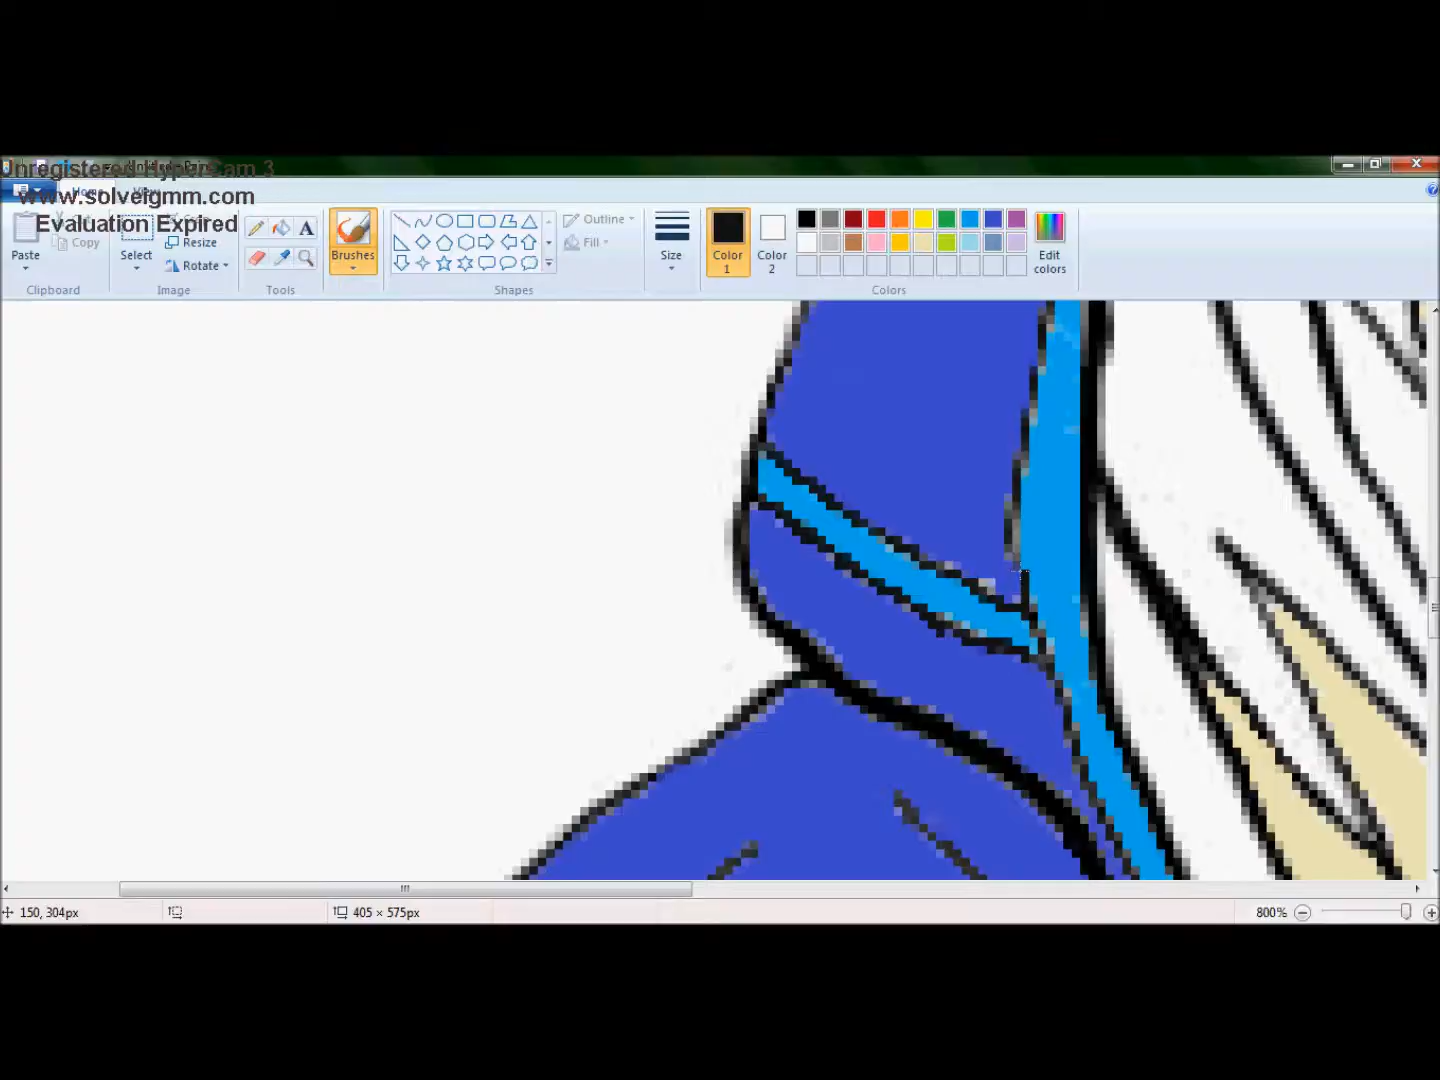 Unregistered HyperCam 3
Home
www.solveigmm.com
Evaluation Expired
Copy
Paste
Select
Resize
Rotate
Brushes
Outline
Fill
Size
Color 1
Color 2
Edit colors
Clipboard
Image
Tools
Shapes
Colors
150, 304px
405 × 575px
800%